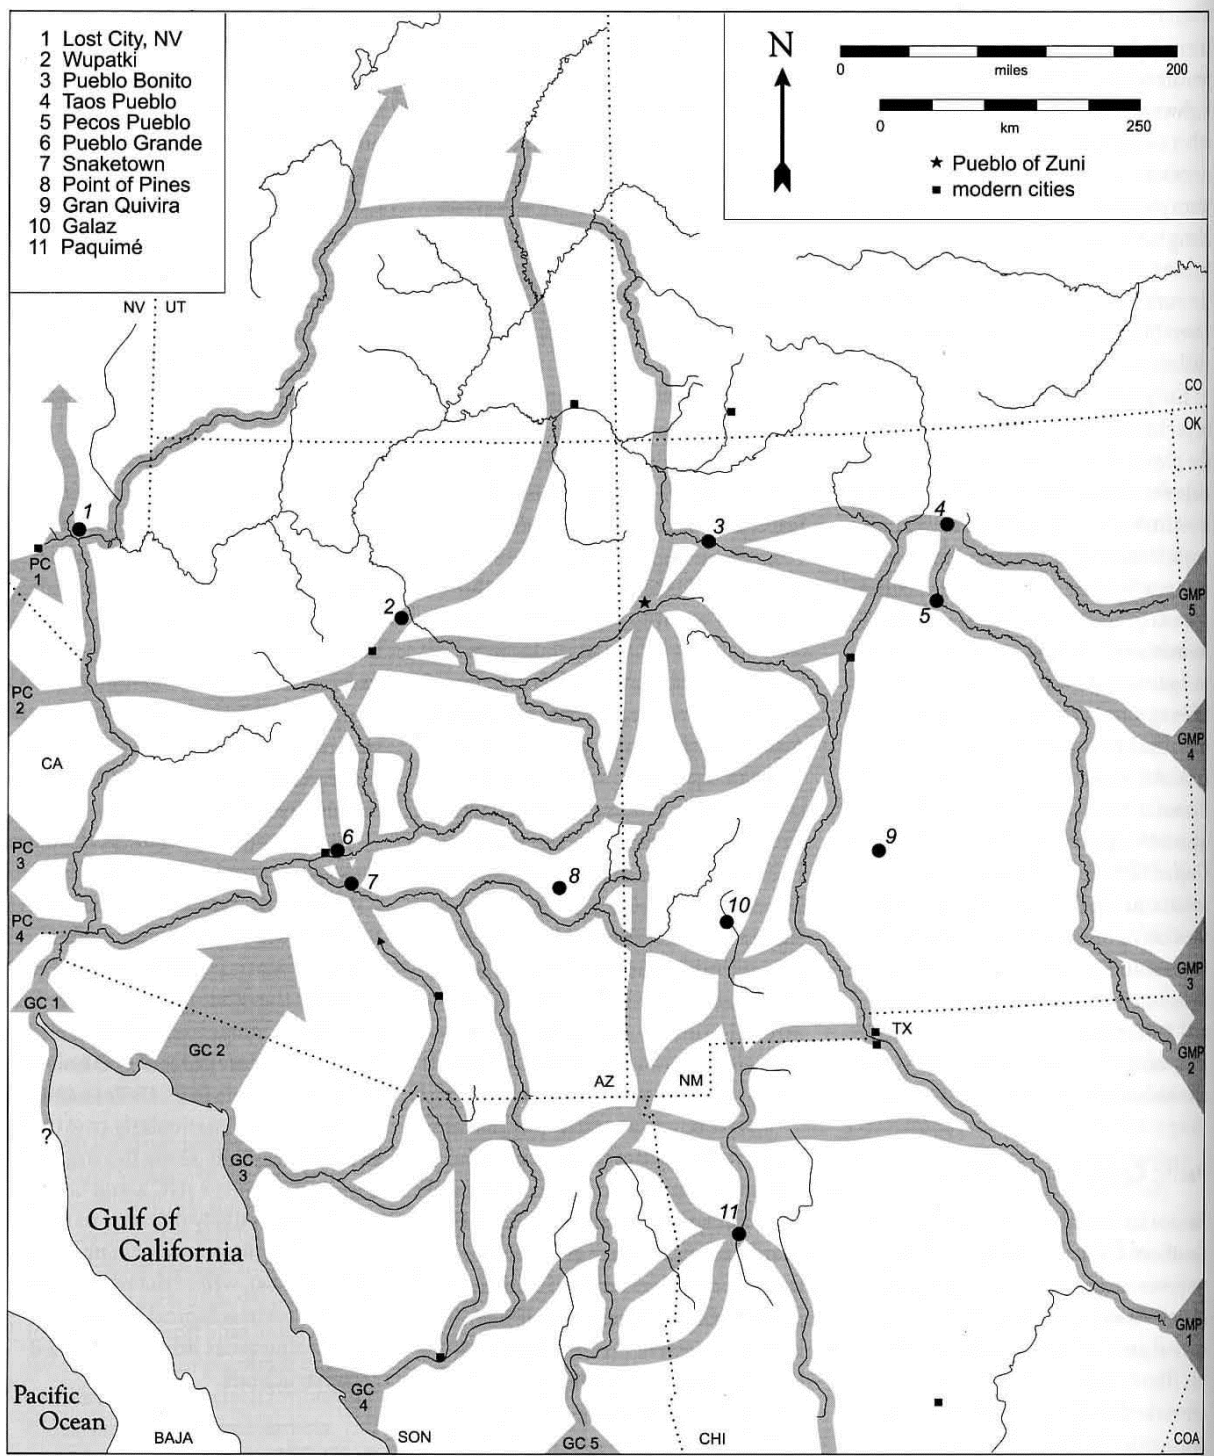 1 Lost City, NV
2 Wupatki
3 Pueblo Bonito
4 Taos Pueblo
5 Pecos Pueblo
6 Pueblo Grande
7 Snaketown
8 Point of Pines
9 Gran Quivira
10 Galaz
11 Paquimé
N
0 miles 200
0 km 250
★ Pueblo of Zuni
■ modern cities
NV UT
CO
OK
1
4
3
PC
1
2
5
GMP
5
PC
2
GMP
4
CA
6
PC
3
9
7
8
10
PC
4
GMP
3
GC 1
TX
GC 2
GMP
2
AZ NM
?
GC
3
11
Gulf of
California
GMP
1
GC
4
Pacific
Ocean
BAJA
SON
GC 5
CHI
COA